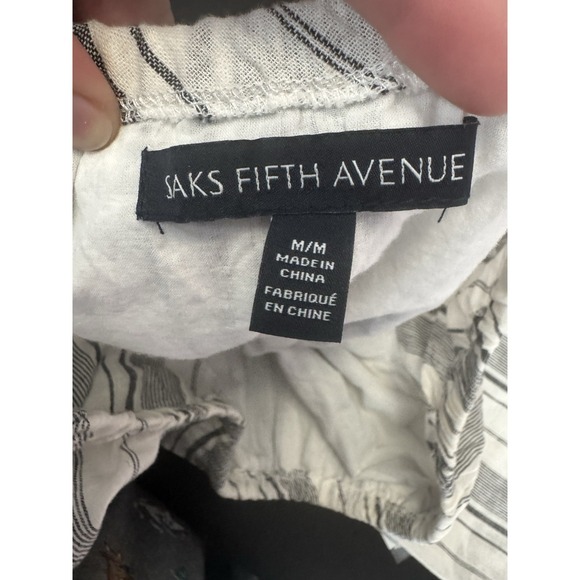 SAKS FIFTH AVENUE
M/M
MADE IN
CHINA
FABRIQUÉ
EN CHINE